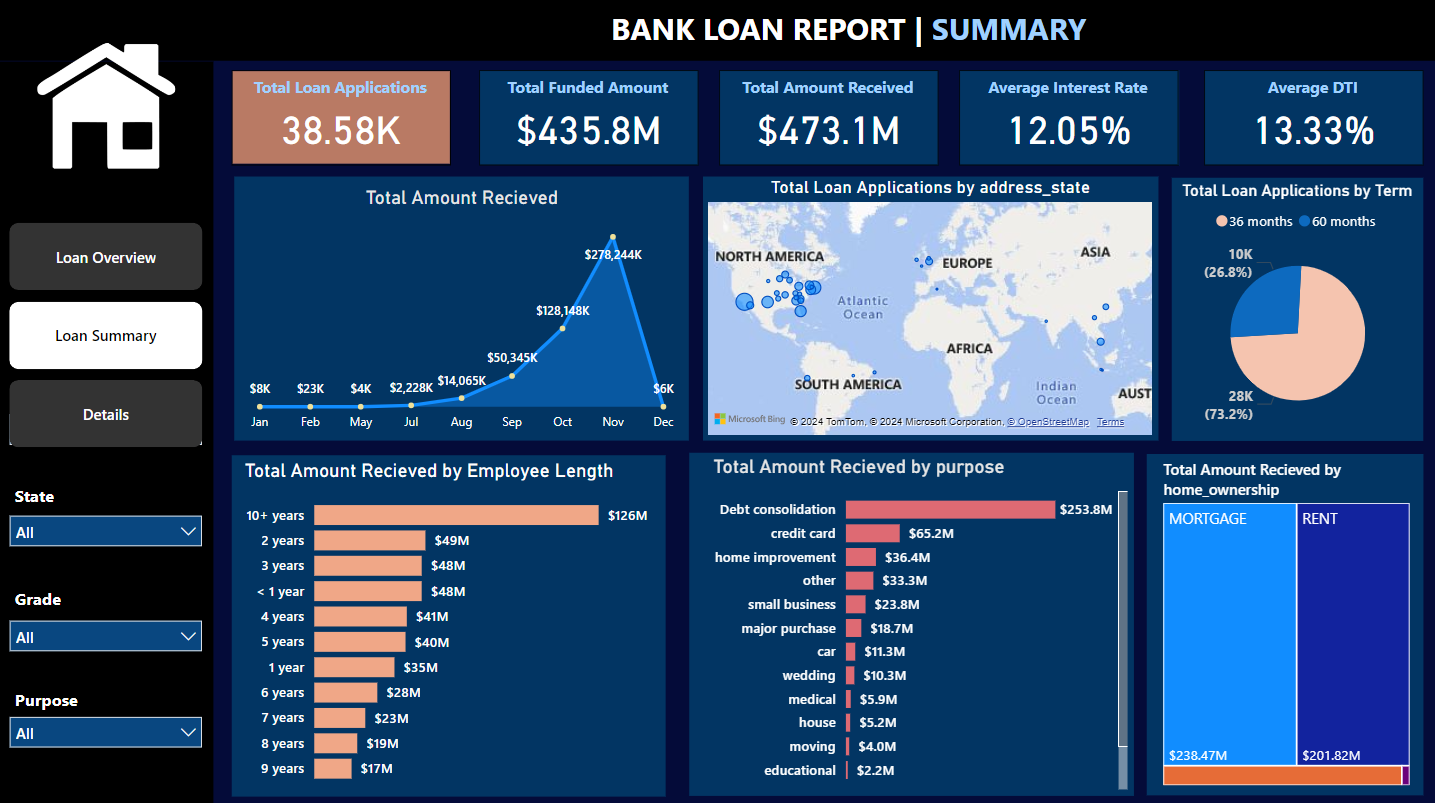 BANK LOAN REPORT | SUMMARY
Total Loan Applications
38.58K
Total Funded Amount
$435.8M
Total Amount Received
$473.1M
Average Interest Rate
12.05%
Average DTI
13.33%
Loan Overview
Loan Summary
Details
State
All
Grade
All
Purpose
All
Total Amount Recieved
$8K
$23K
$4K
$2,228K
$14,065K
$50,345K
$128,148K
$278,244K
$6K
Jan
Feb
May
Jul
Aug
Sep
Oct
Nov
Dec
Total Loan Applications by address_state
NORTH AMERICA
EUROPE
ASIA
Atlantic
Ocean
AFRICA
SOUTH AMERICA
Indian
Ocean
AUST
Microsoft Bing
© 2024 TomTom, © 2024 Microsoft Corporation, © OpenStreetMap Terms
Total Loan Applications by Term
36 months
60 months
10K
(26.8%)
28K
(73.2%)
Total Amount Recieved by Employee Length
10+ years $126M
2 years $49M
3 years $48M
< 1 year $48M
4 years $41M
5 years $40M
1 year $35M
6 years $28M
7 years $23M
8 years $19M
9 years $17M
Total Amount Recieved by purpose
Debt consolidation $253.8M
credit card $65.2M
home improvement $36.4M
other $33.3M
small business $23.8M
major purchase $18.7M
car $11.3M
wedding $10.3M
medical $5.9M
house $5.2M
moving $4.0M
educational $2.2M
Total Amount Recieved by
home_ownership
MORTGAGE
RENT
$238.47M
$201.82M